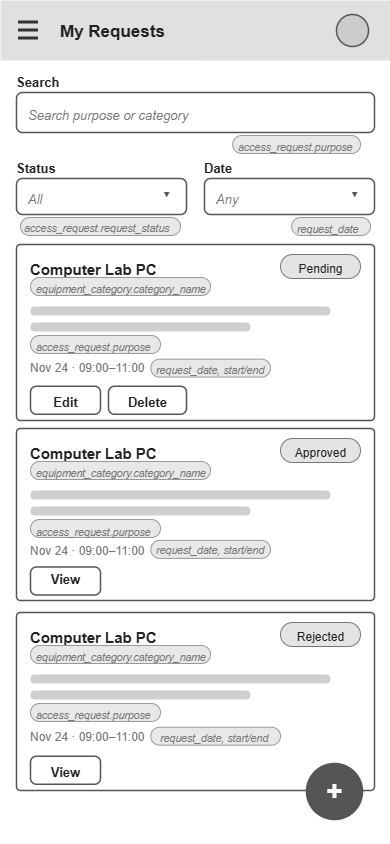 My Requests
Search
Search purpose or category
access_request.purpose
Status
Date
All
Any
access_request.request_status
request_date
Computer Lab PC
Pending
equipment_category.category_name
access_request.purpose
Nov 24 · 09:00–11:00
request_date, start/end
Edit
Delete
Computer Lab PC
Approved
equipment_category.category_name
access_request.purpose
Nov 24 · 09:00–11:00
request_date, start/end
View
Computer Lab PC
Rejected
equipment_category.category_name
access_request.purpose
Nov 24 · 09:00–11:00
request_date, start/end
View
+